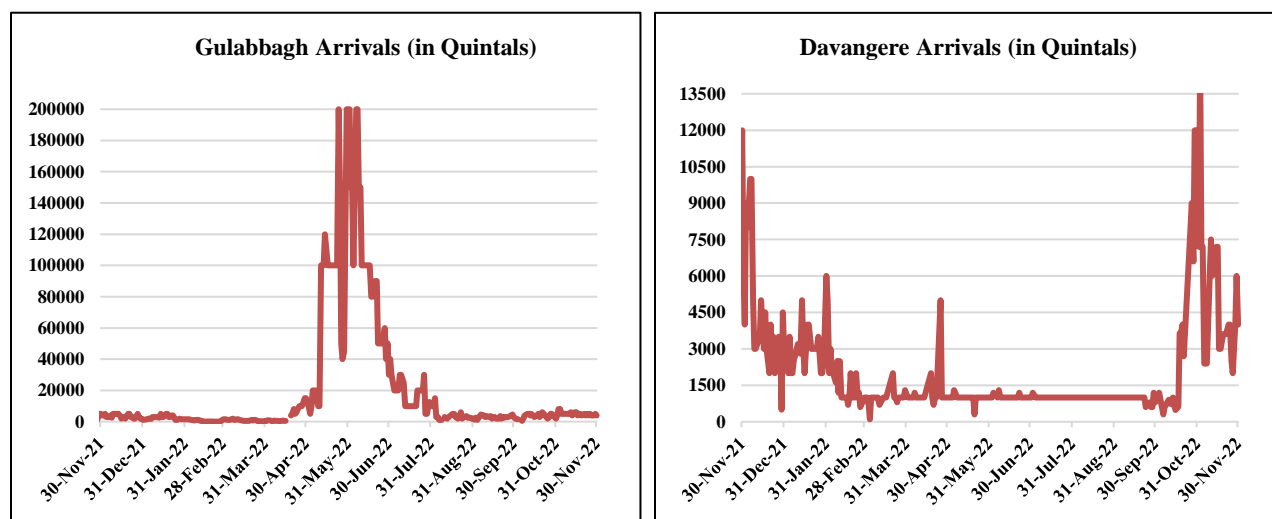 Gulabbagh Arrivals (in Quintals)
200000
180000
160000
140000
120000
100000
80000
60000
40000
20000
0
30-Nov-21
31-Dec-21
31-Jan-22
28-Feb-22
31-Mar-22
30-Apr-22
31-May-22
30-Jun-22
31-Jul-22
31-Aug-22
30-Sep-22
31-Oct-22
30-Nov-22
Davangere Arrivals (in Quintals)
13500
12000
10500
9000
7500
6000
4500
3000
1500
0
30-Nov-21
31-Dec-21
31-Jan-22
28-Feb-22
31-Mar-22
30-Apr-22
31-May-22
30-Jun-22
31-Jul-22
31-Aug-22
30-Sep-22
31-Oct-22
30-Nov-22